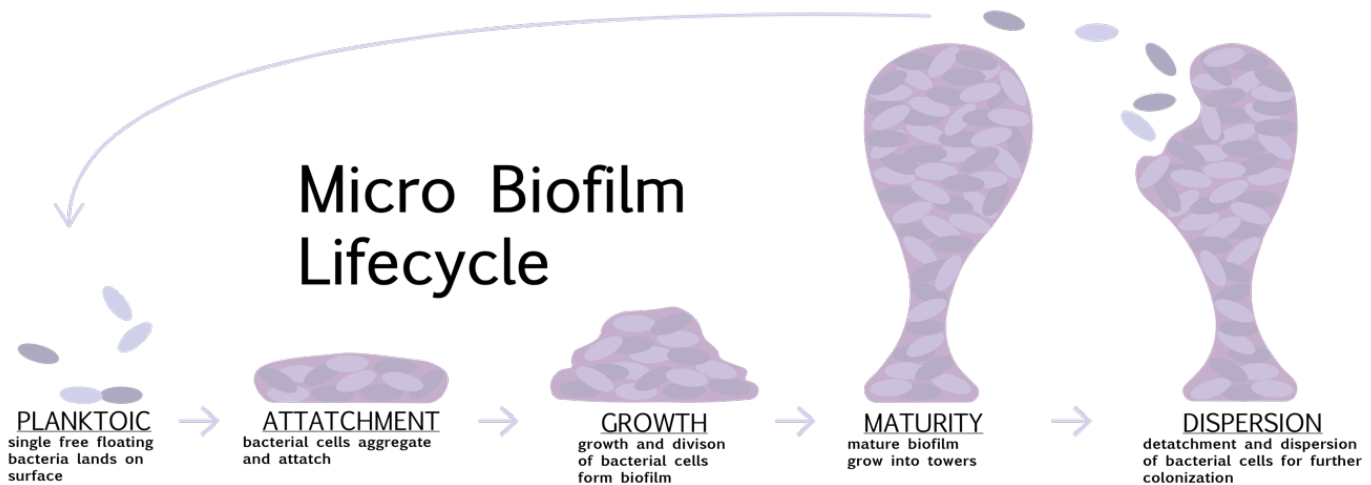 Micro Biofilm
Lifecycle
PLANKTOIC
single free floating
bacteria lands on
surface
ATTATCHMENT
bacterial cells aggregate
and attatch
GROWTH
growth and divison
of bacterial cells
form biofilm
MATURITY
mature biofilm
grow into towers
DISPERSION
detatchment and dispersion
of bacterial cells for further
colonization